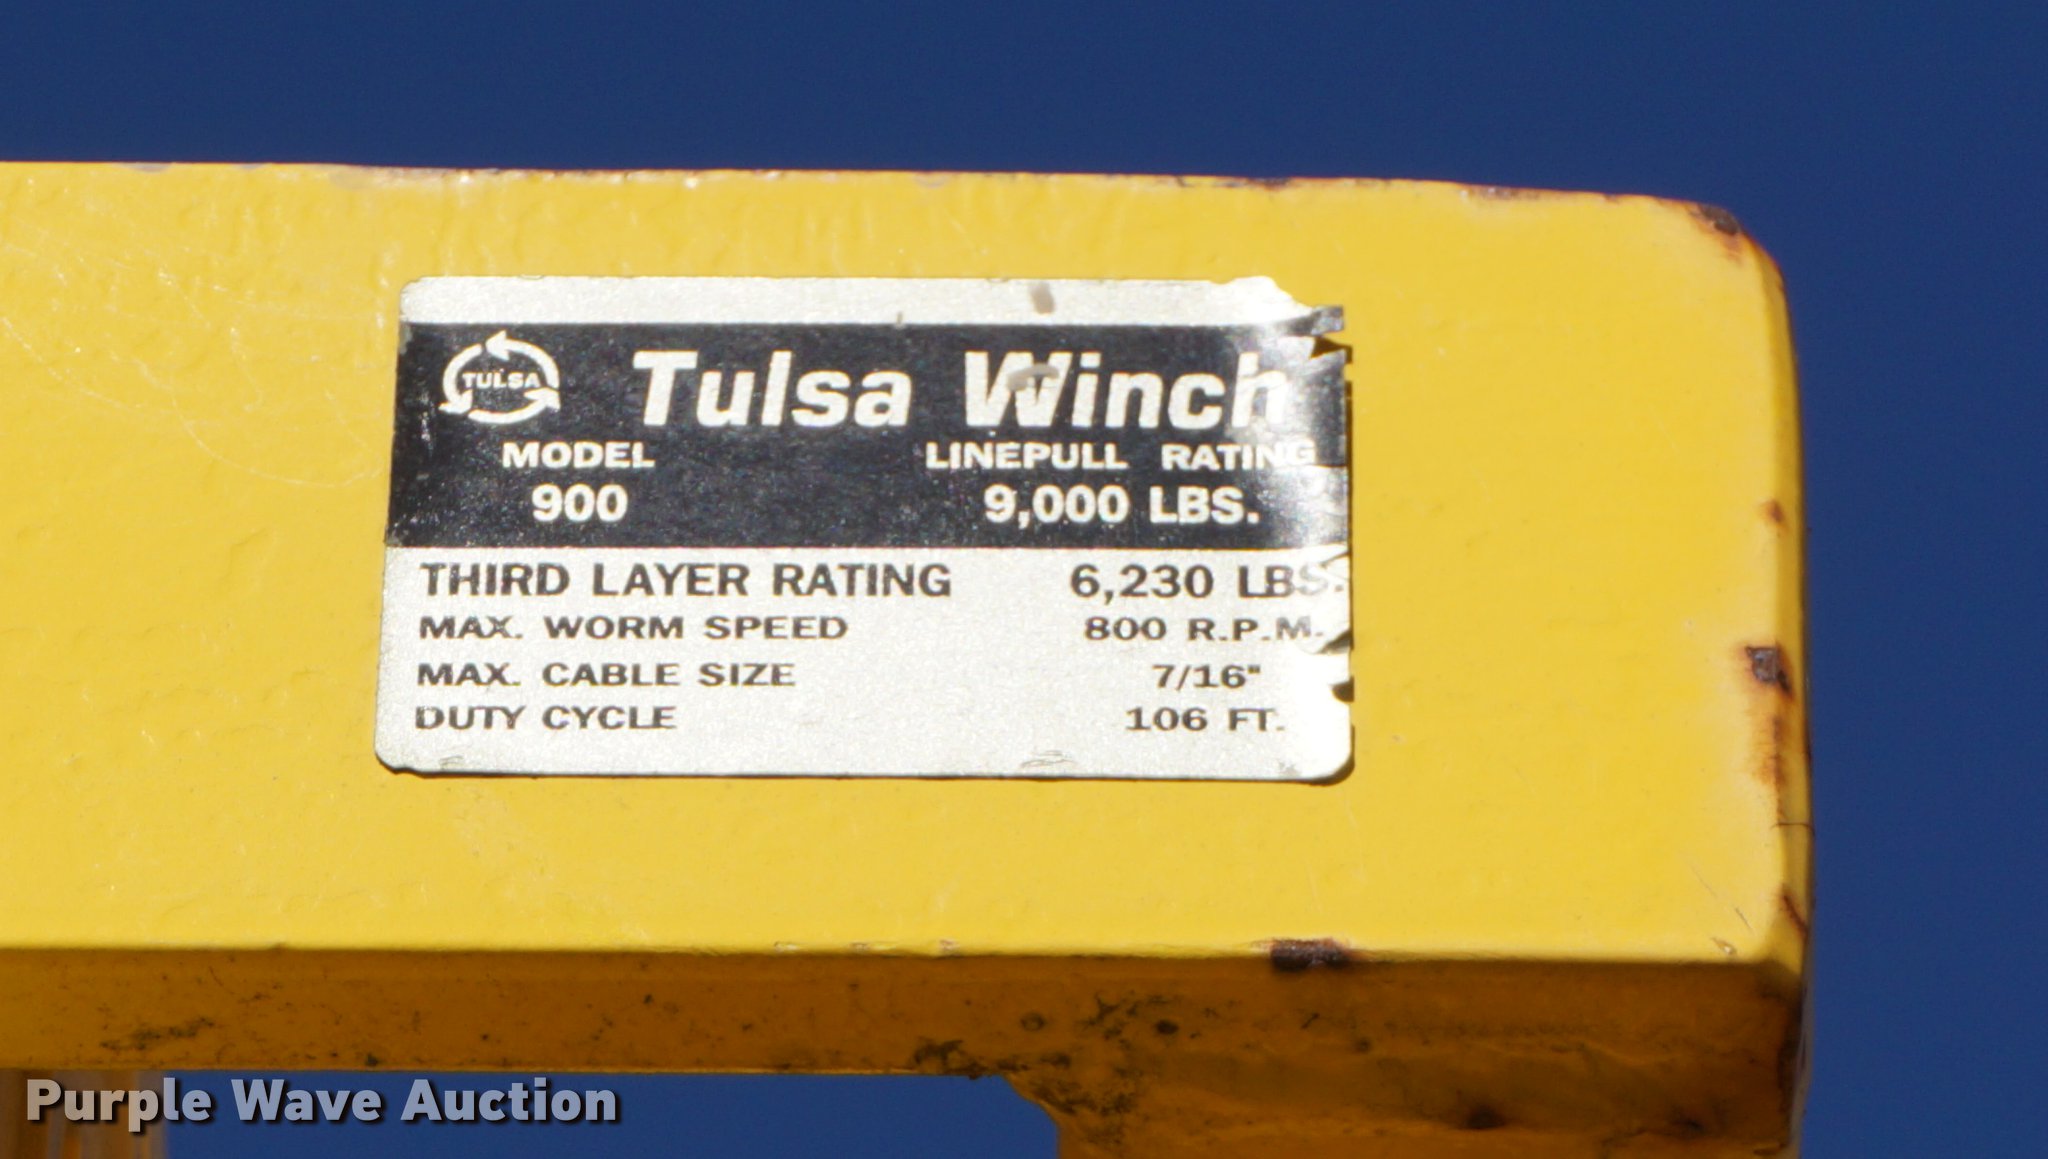 TULSA
Tulsa Winch
MODEL LINEPULL RATING
900 9,000 LBS.
THIRD LAYER RATING 6,230 LBS.
MAX. WORM SPEED 800 R.P.M.
MAX. CABLE SIZE 7/16"
DUTY CYCLE 106 FT.
Purple Wave Auction